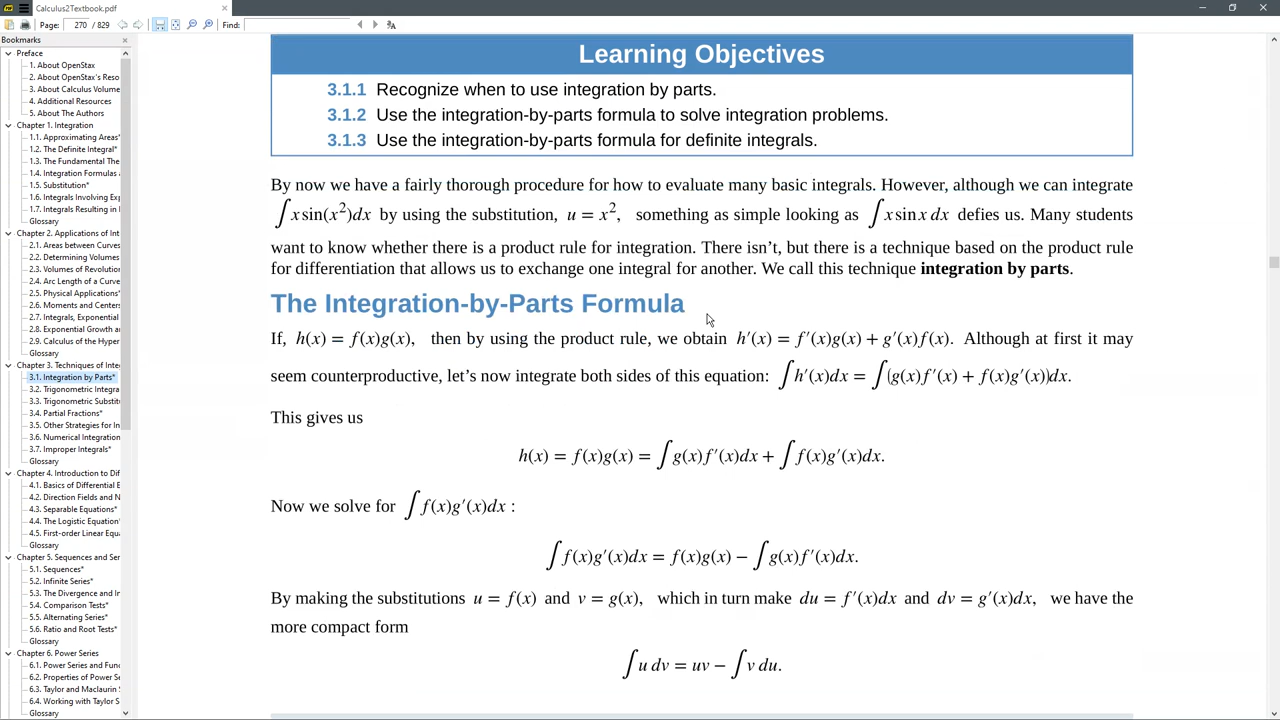 Calculus2Textbook.pdf
Page: 270 / 829 Find:
Bookmarks
Preface
1. About OpenStax
2. About OpenStax's Reso
3. About Calculus Volume
4. Additional Resources
5. About The Authors
Chapter 1. Integration
1.1. Approximating Areas*
1.2. The Definite Integral*
1.3. The Fundamental The
1.4. Integration Formulas a
1.5. Substitution*
1.6. Integrals Involving Exp
1.7. Integrals Resulting in I
Glossary
Chapter 2. Applications of Int
2.1. Areas between Curves
2.2. Determining Volumes
2.3. Volumes of Revolution
2.4. Arc Length of a Curve
2.5. Physical Applications*
2.6. Moments and Centers
2.7. Integrals, Exponential
2.8. Exponential Growth a
2.9. Calculus of the Hyper
Glossary
Chapter 3. Techniques of Inte
3.1. Integration by Parts*
3.2. Trigonometric Integra
3.3. Trigonometric Substit
3.4. Partial Fractions*
3.5. Other Strategies for In
3.6. Numerical Integration
3.7. Improper Integrals*
Glossary
Chapter 4. Introduction to Dif
4.1. Basics of Differential E
4.2. Direction Fields and N
4.3. Separable Equations*
4.4. The Logistic Equation*
4.5. First-order Linear Equa
Glossary
Chapter 5. Sequences and Ser
5.1. Sequences*
5.2. Infinite Series*
5.3. The Divergence and In
5.4. Comparison Tests*
5.5. Alternating Series*
5.6. Ratio and Root Tests*
Glossary
Chapter 6. Power Series
6.1. Power Series and Func
6.2. Properties of Power Se
6.3. Taylor and Maclaurin S
6.4. Working with Taylor S
Glossary
Learning Objectives
3.1.1 Recognize when to use integration by parts.
3.1.2 Use the integration-by-parts formula to solve integration problems.
3.1.3 Use the integration-by-parts formula for definite integrals.
By now we have a fairly thorough procedure for how to evaluate many basic integrals. However, although we can integrate
∫x sin(x²)dx by using the substitution, u = x², something as simple looking as ∫x sin x dx defies us. Many students
want to know whether there is a product rule for integration. There isn’t, but there is a technique based on the product rule
for differentiation that allows us to exchange one integral for another. We call this technique integration by parts.
The Integration-by-Parts Formula
If, h(x) = f(x)g(x), then by using the product rule, we obtain h′(x) = f′(x)g(x) + g′(x)f(x). Although at first it may
seem counterproductive, let’s now integrate both sides of this equation: ∫h′(x)dx = ∫(g(x)f′(x) + f(x)g′(x))dx.
This gives us
h(x) = f(x)g(x) = ∫g(x)f′(x)dx + ∫f(x)g′(x)dx.
Now we solve for ∫f(x)g′(x)dx :
∫f(x)g′(x)dx = f(x)g(x) − ∫g(x)f′(x)dx.
By making the substitutions u = f(x) and v = g(x), which in turn make du = f′(x)dx and dv = g′(x)dx, we have the
more compact form
∫u dv = uv − ∫v du.